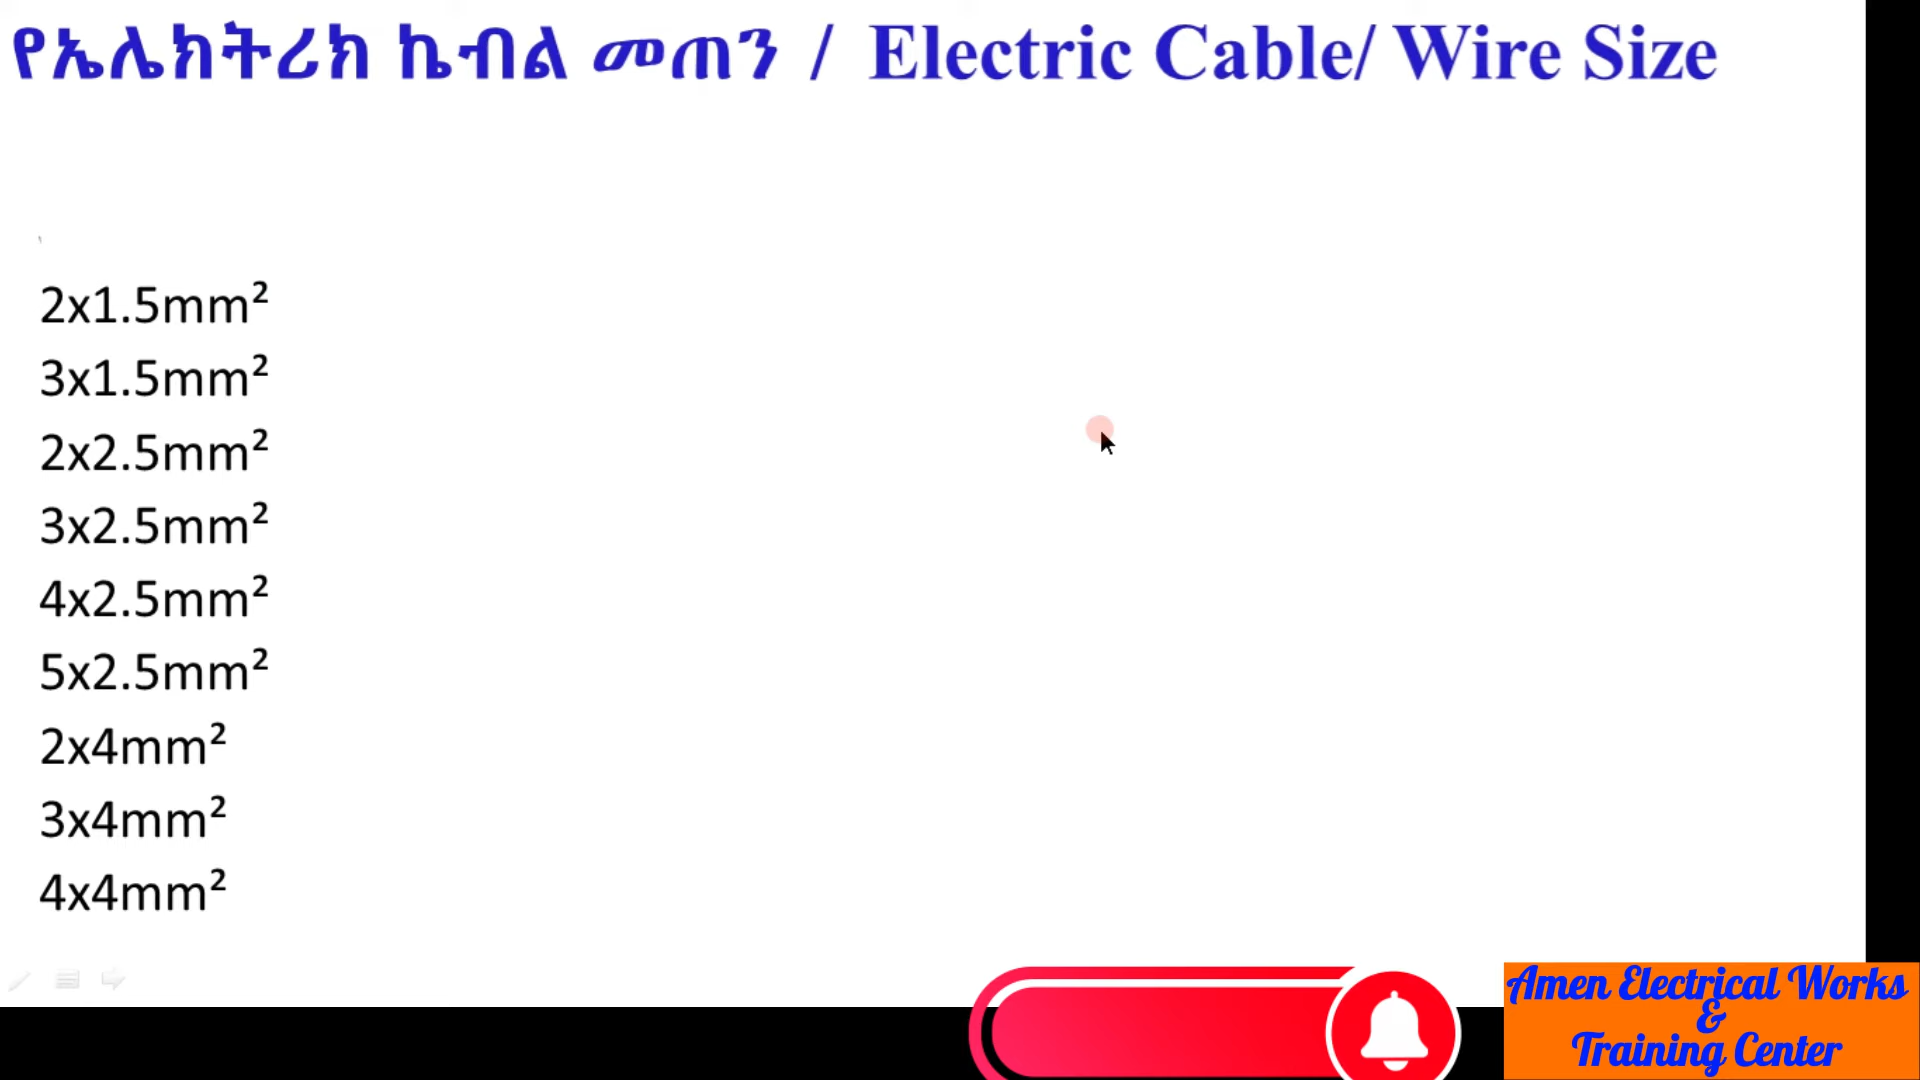 የኤሌክትሪክ ኬብል መጠን / Electric Cable/ Wire Size
2x1.5mm²
3x1.5mm²
2x2.5mm²
3x2.5mm²
4x2.5mm²
5x2.5mm²
2x4mm²
3x4mm²
4x4mm²
Amen Electrical Works
&
Training Center